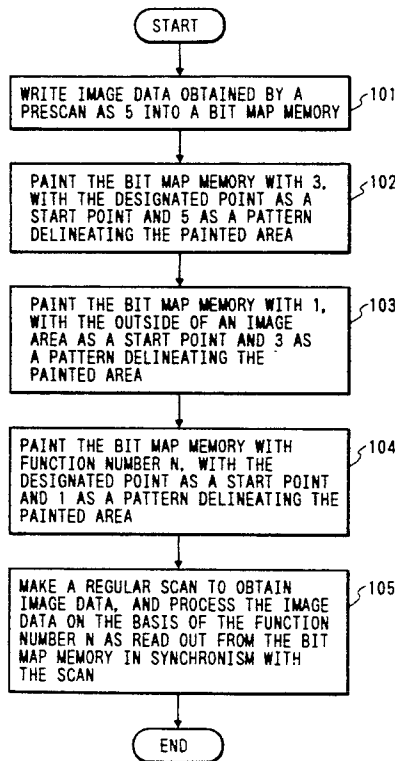 START
WRITE IMAGE DATA OBTAINED BY A
PRESCAN AS 5 INTO A BIT MAP MEMORY
101
PAINT THE BIT MAP MEMORY WITH 3,
WITH THE DESIGNATED POINT AS A
START POINT AND 5 AS A PATTERN
DELINEATING THE PAINTED AREA
102
PAINT THE BIT MAP MEMORY WITH 1,
WITH THE OUTSIDE OF AN IMAGE
AREA AS A START POINT AND 3 AS
A PATTERN DELINEATING THE
PAINTED AREA
103
PAINT THE BIT MAP MEMORY WITH
FUNCTION NUMBER N, WITH THE
DESIGNATED POINT AS A START POINT
AND 1 AS A PATTERN DELINEATING THE
PAINTED AREA
104
MAKE A REGULAR SCAN TO OBTAIN
IMAGE DATA, AND PROCESS THE IMAGE
DATA ON THE BASIS OF THE FUNCTION
NUMBER N AS READ OUT FROM THE BIT
MAP MEMORY IN SYNCHRONISM WITH
THE SCAN
105
END